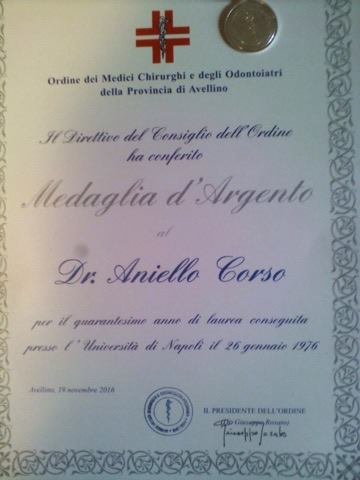 Ordine dei Medici Chirurghi e degli Odontoiatri
della Provincia di Avellino
Il Direttivo del Consiglio dell'Ordine
ha conferito
Medaglia d'Argento
al
Dr. Aniello Corso
per il quarantesimo anno di laurea conseguita
presso l'Università di Napoli il 26 gennaio 1976
Avellino, 19 novembre 2016
IL PRESIDENTE DELL'ORDINE